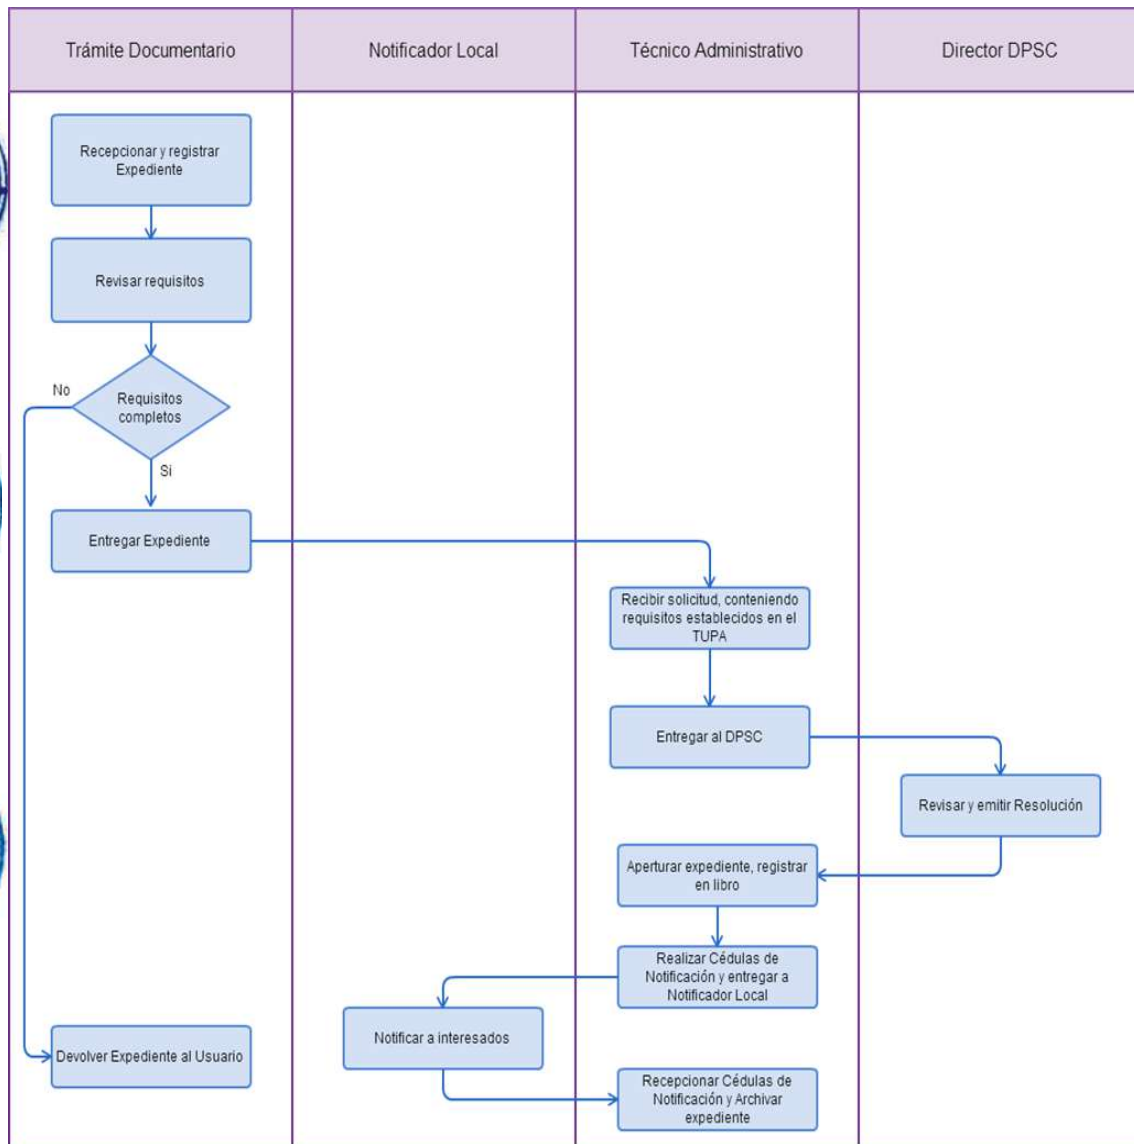 Trámite Documentario
Notificador Local
Técnico Administrativo
Director DPSC
Recepcionar y registrar
Expediente
Revisar requisitos
Requisitos
completos
No
Si
Entregar Expediente
Recibir solicitud, conteniendo
requisitos establecidos en el
TUPA
Entregar al DPSC
Revisar y emitir Resolución
Aperturar expediente, registrar
en libro
Realizar Cédulas de
Notificación y entregar a
Notificador Local
Notificar a interesados
Devolver Expediente al Usuario
Recepcionar Cédulas de
Notificación y Archivar
expediente